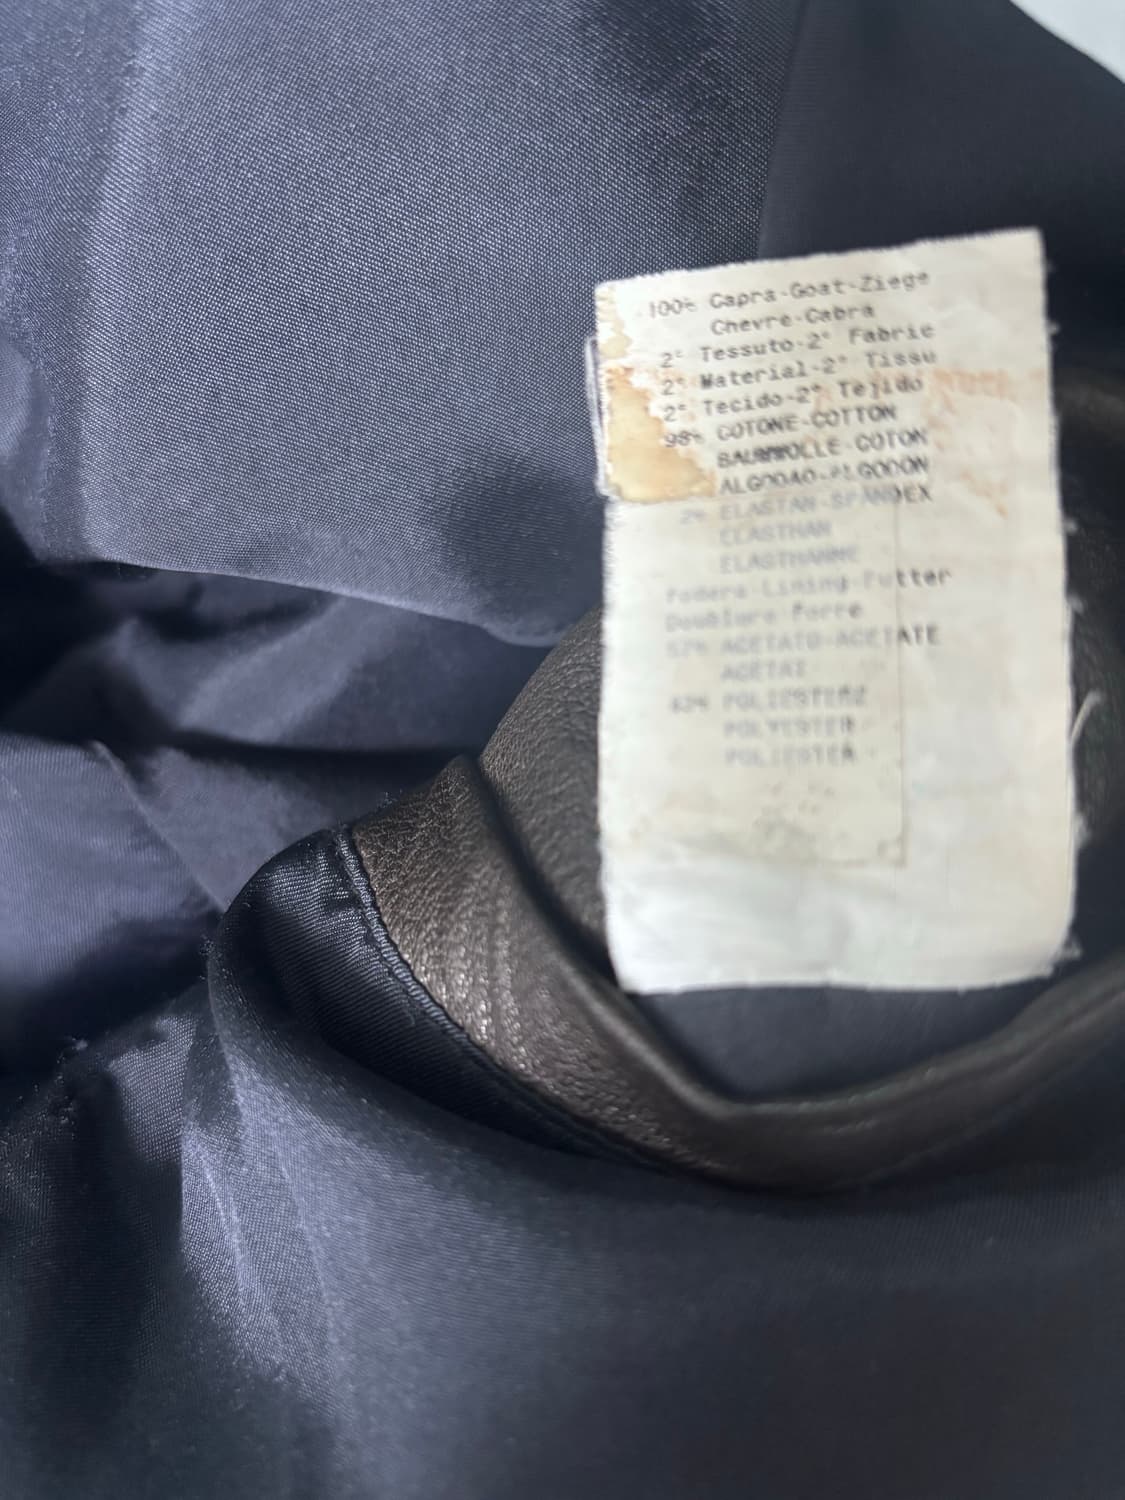 100% Capra-Goat-Ziege
Chevre-Cabra
2° Tessuto-2° Fabric
2° Material-2° Tissu
2° Tecido-2° Tejido
98% COTONE-COTTON
BAUMWOLLE-COTON
ALGODAO-ALGODON
2% ELASTAN-SPANDEX
ELASTHAN
ELASTHANNE
Fodera-Lining-Futter
Doublure-Forro
ACETATO-ACETATE
ACETAT
POLIESTERE
POLYESTER
POLIESTER